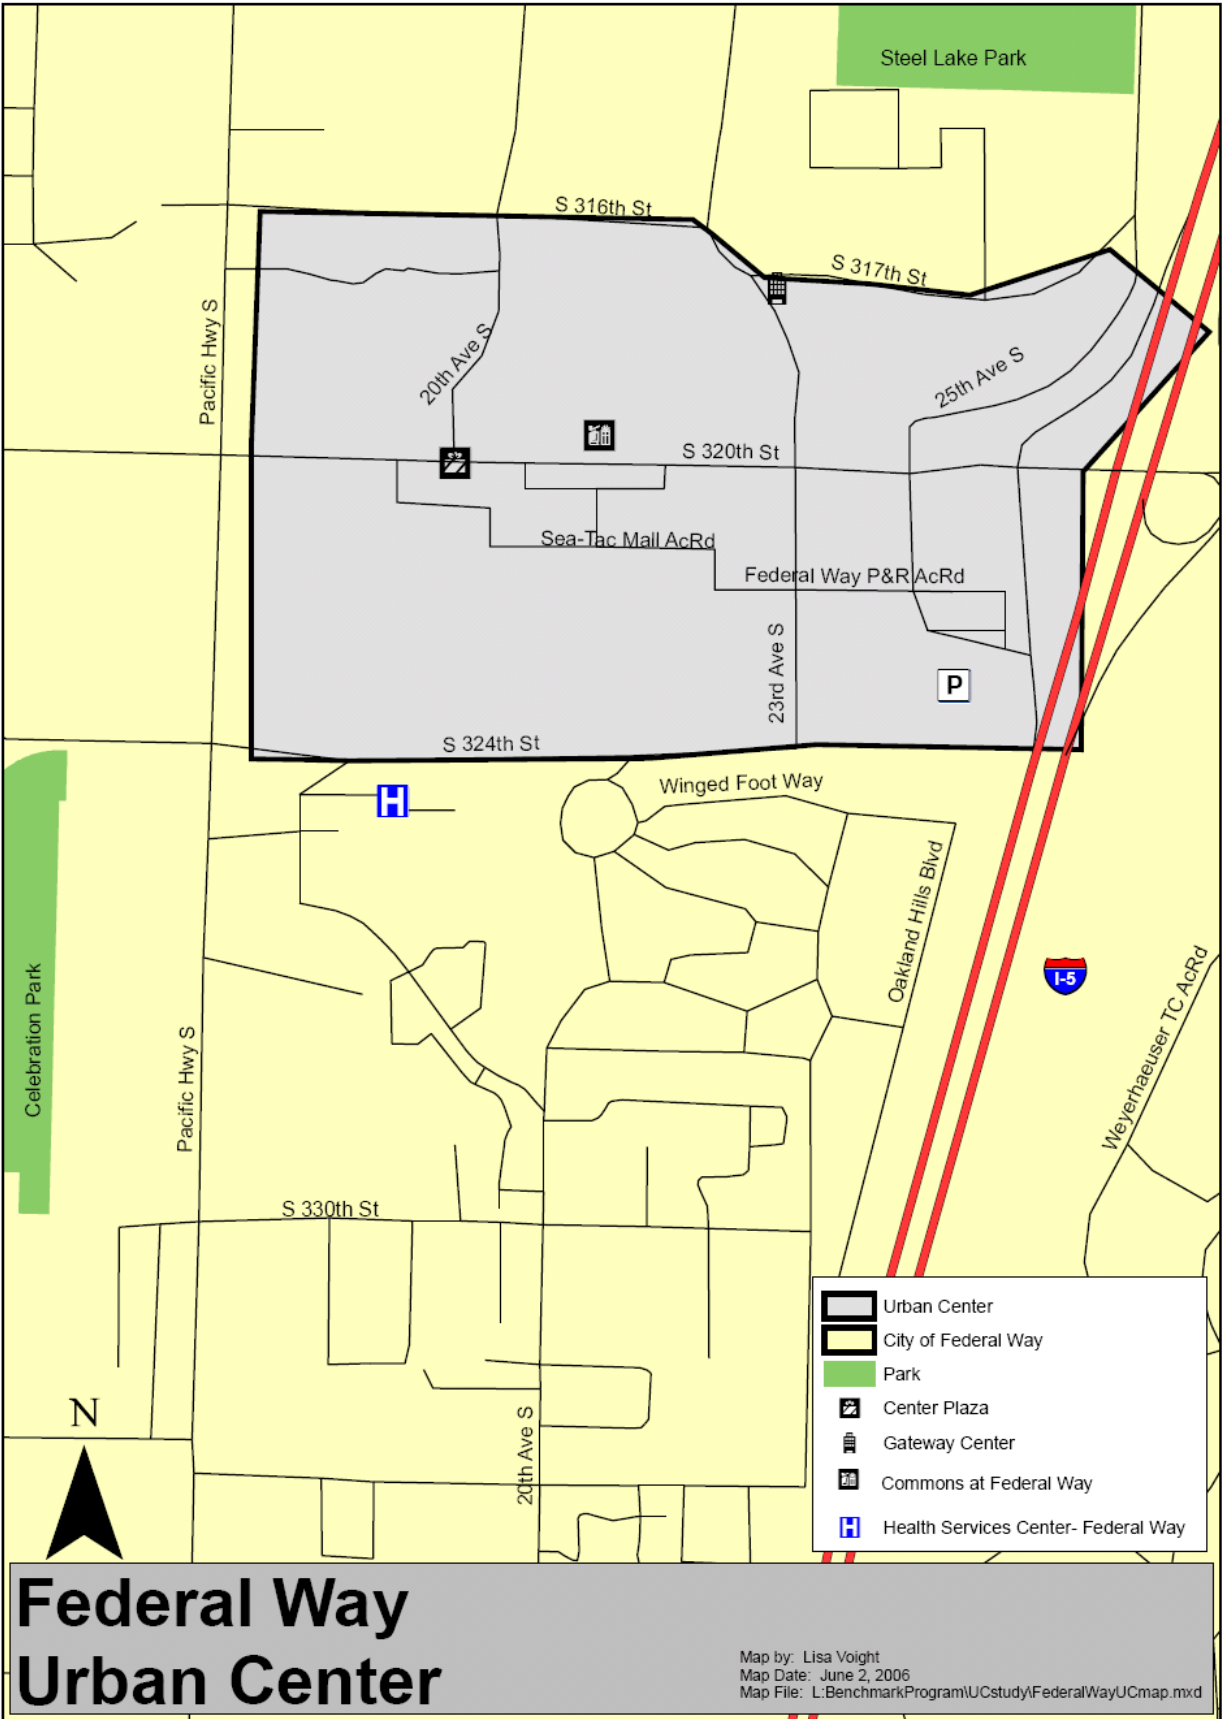 Steel Lake Park
S 316th St
S 317th St
Pacific Hwy S
20th Ave S
25th Ave S
S 320th St
Sea-Tac Mall AcRd
Federal Way P&R AcRd
23rd Ave S
P
S 324th St
Winged Foot Way
H
Oakland Hills Blvd
Celebration Park
I-5
Weyerhaeuser TC AcRd
Pacific Hwy S
S 330th St
20th Ave S
N
Urban Center
City of Federal Way
Park
Center Plaza
Gateway Center
Commons at Federal Way
H
Health Services Center- Federal Way
Federal Way
Urban Center
Map by: Lisa Voight
Map Date: June 2, 2006
Map File: L:BenchmarkProgram\UCstudy\FederalWayUCmap.mxd